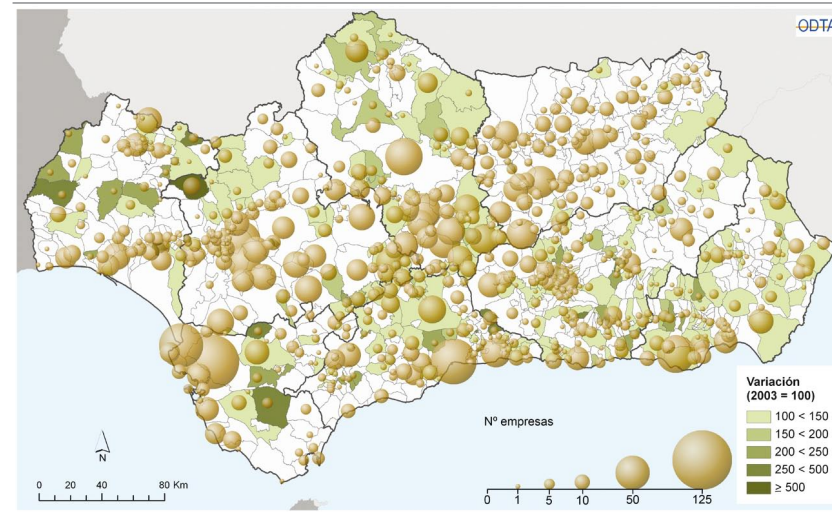 ODTA
Variación
(2003 = 100)
100 < 150
150 < 200
200 < 250
250 < 500
≥ 500
Nº empresas
0 1 5 10 50 125
N
0 20 40 80 Km